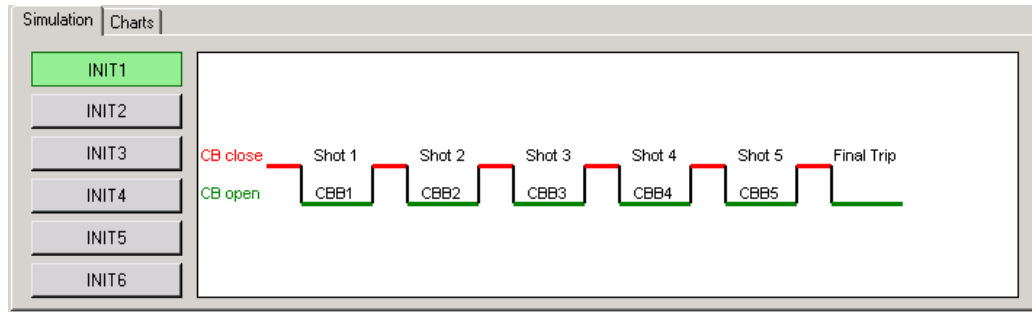 Simulation Charts
INIT1
INIT2
INIT3
INIT4
INIT5
INIT6
CB close Shot 1 Shot 2 Shot 3 Shot 4 Shot 5 Final Trip
CB open CBB1 CBB2 CBB3 CBB4 CBB5